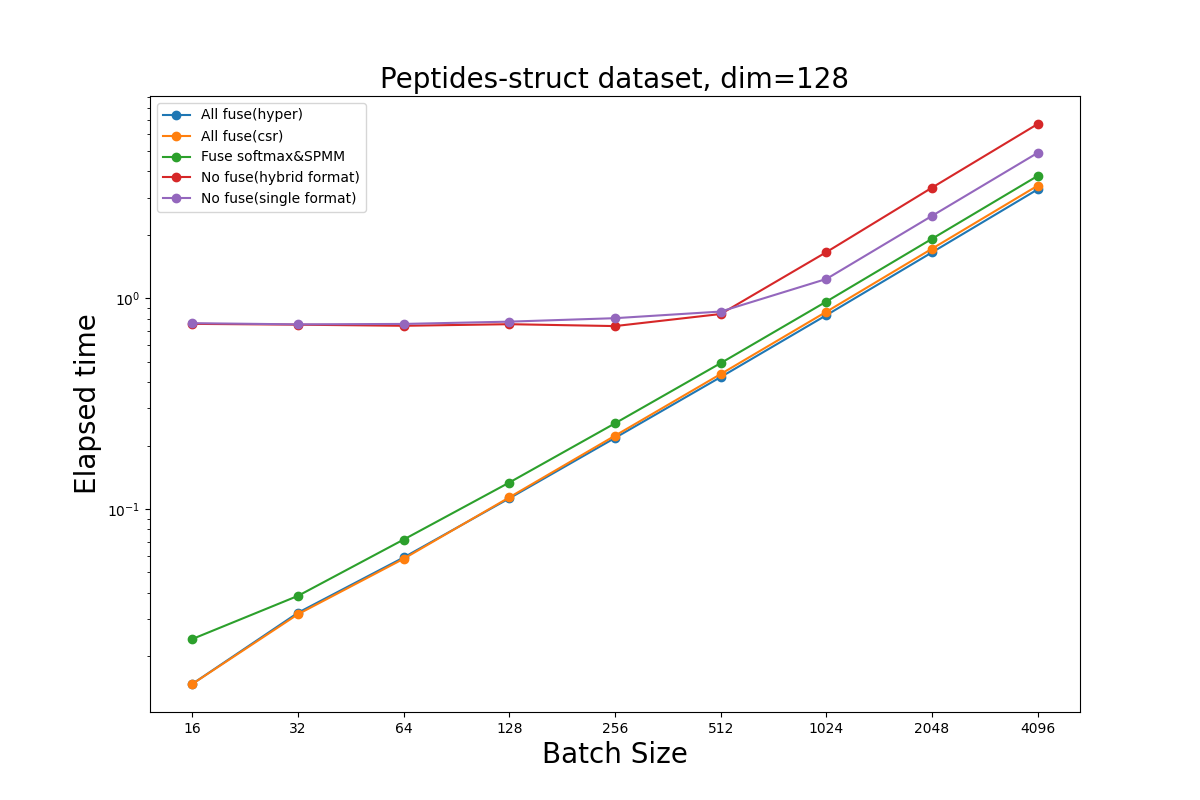 Peptides-struct dataset, dim=128
All fuse(hyper)
All fuse(csr)
Fuse softmax&SPMM
No fuse(hybrid format)
No fuse(single format)
10⁰
10⁻¹
Elapsed time
16 32 64 128 256 512 1024 2048 4096
Batch Size